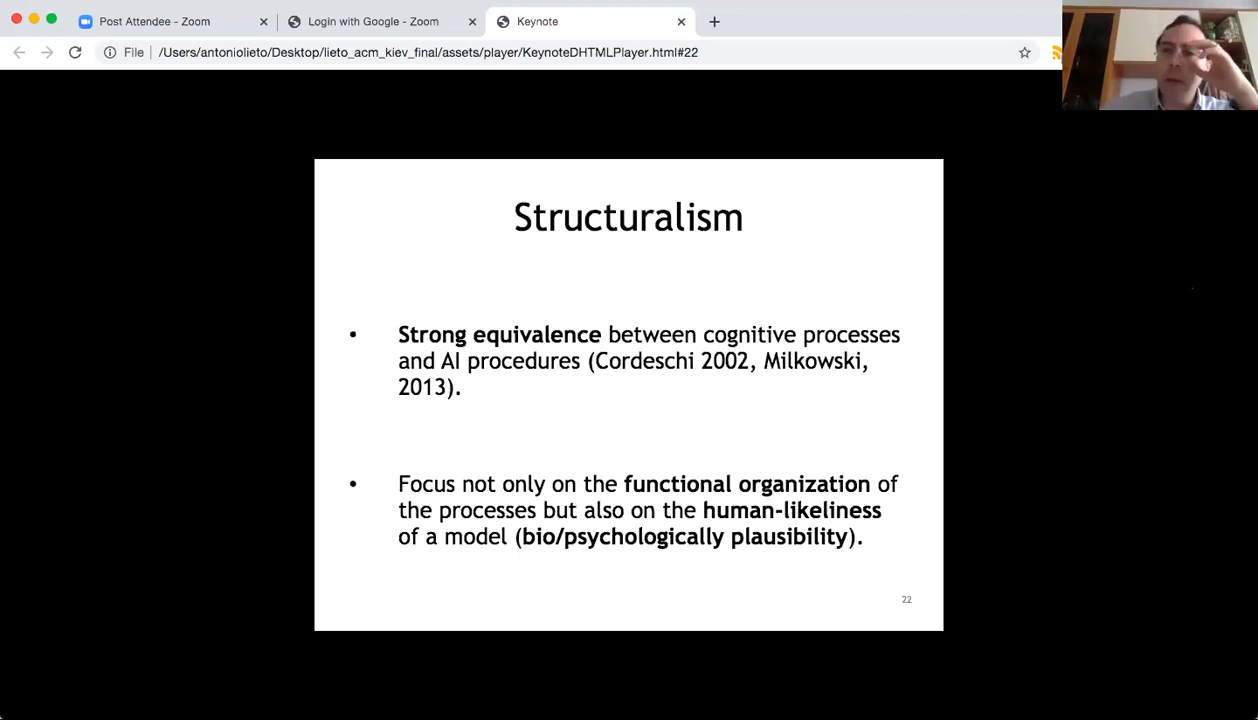 Post Attendee - Zoom
Login with Google - Zoom
Keynote
File
/Users/antoniolieto/Desktop/lieto_acm_kiev_final/assets/player/KeynoteDHTMLPlayer.html#22
Structuralism
• Strong equivalence between cognitive processes
and AI procedures (Cordeschi 2002, Milkowski,
2013).
• Focus not only on the functional organization of
the processes but also on the human-likeliness
of a model (bio/psychologically plausibility).
22